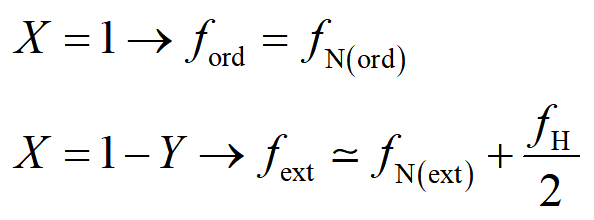 X = 1 → f_ord = f_N(ord)
X = 1 − Y → f_ext ≃ f_N(ext) + f_H/2